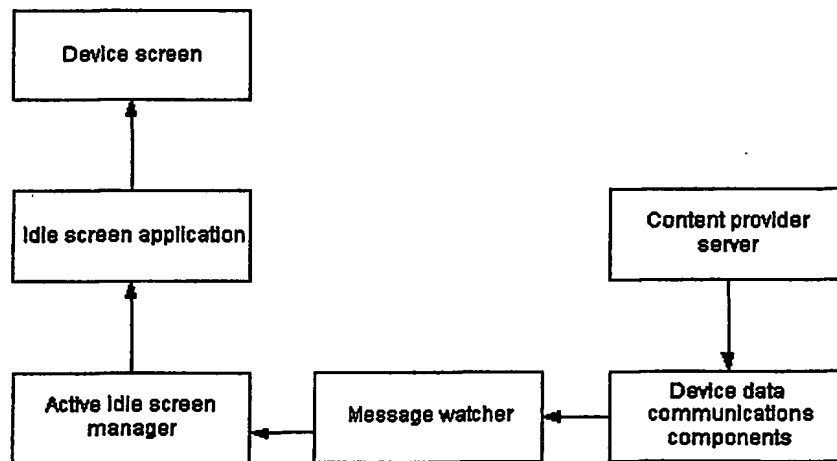 Device screen
Idle screen application
Content provider
server
Active idle screen
manager
Message watcher
Device data
communications
components